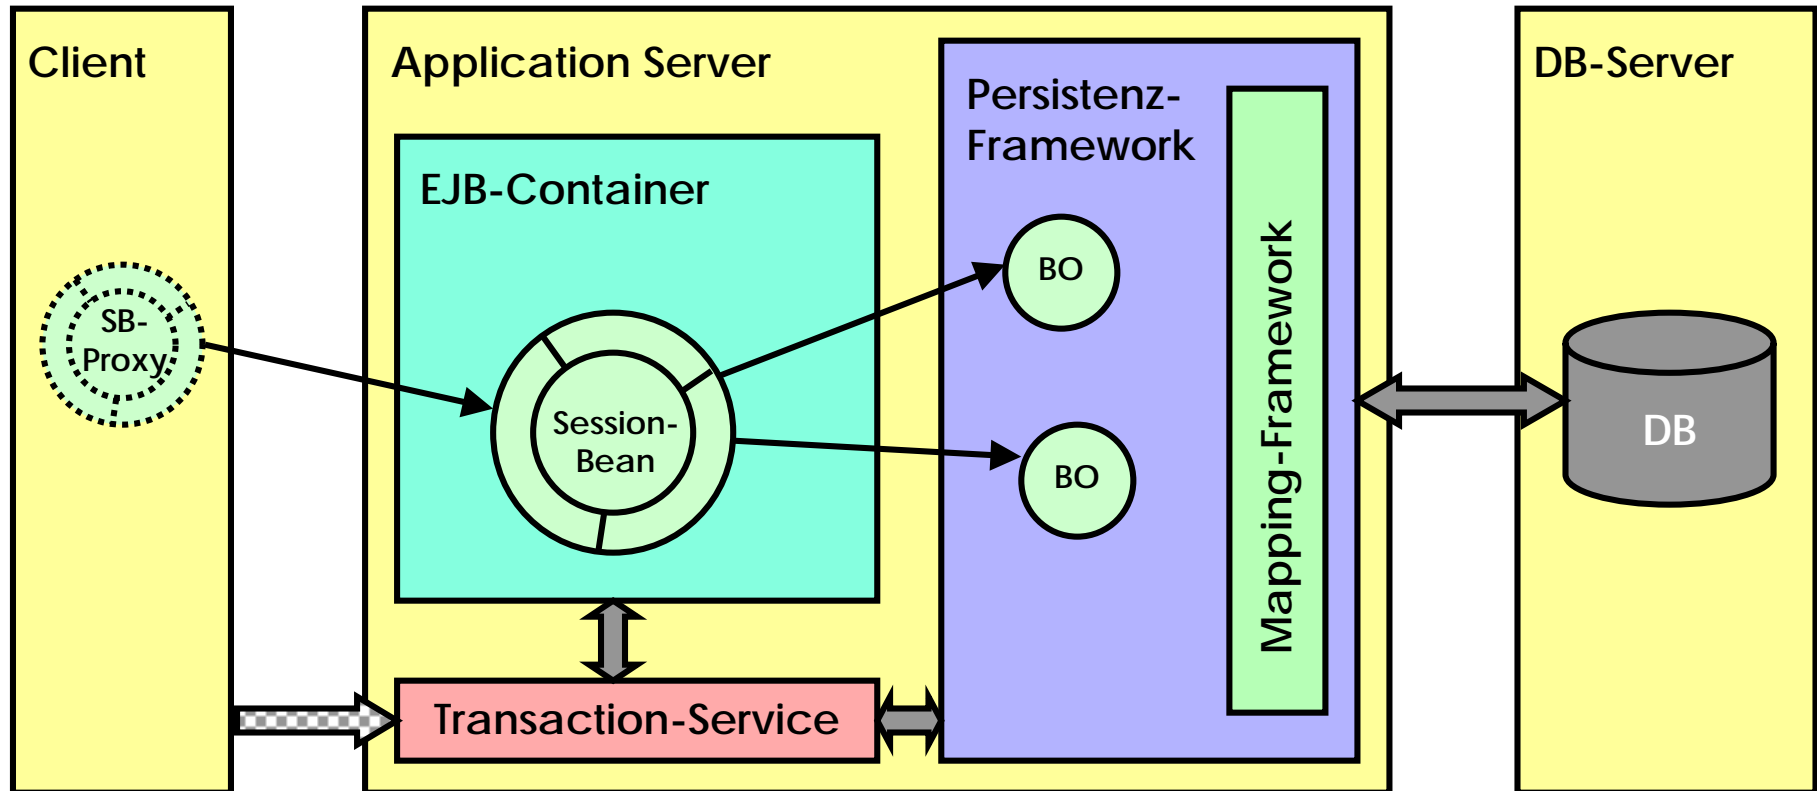 Client
SB-
Proxy
Application Server
EJB-Container
Session-
Bean
Transaction-Service
Persistenz-
Framework
BO
BO
Mapping-Framework
DB-Server
DB